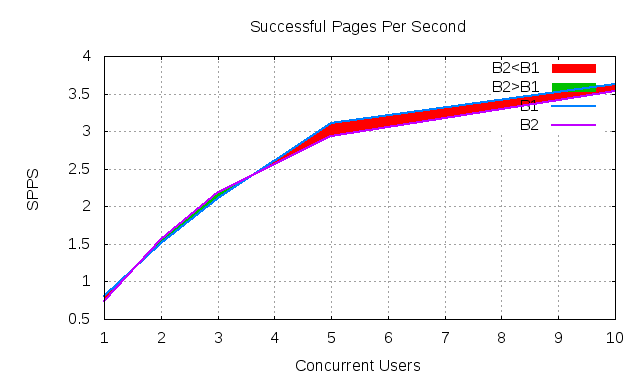 Successful Pages Per Second
4
3.5
3
2.5
2
1.5
1
0.5
SPPS
B2<B1
B2>B1
B1
B2
1 2 3 4 5 6 7 8 9 10
Concurrent Users